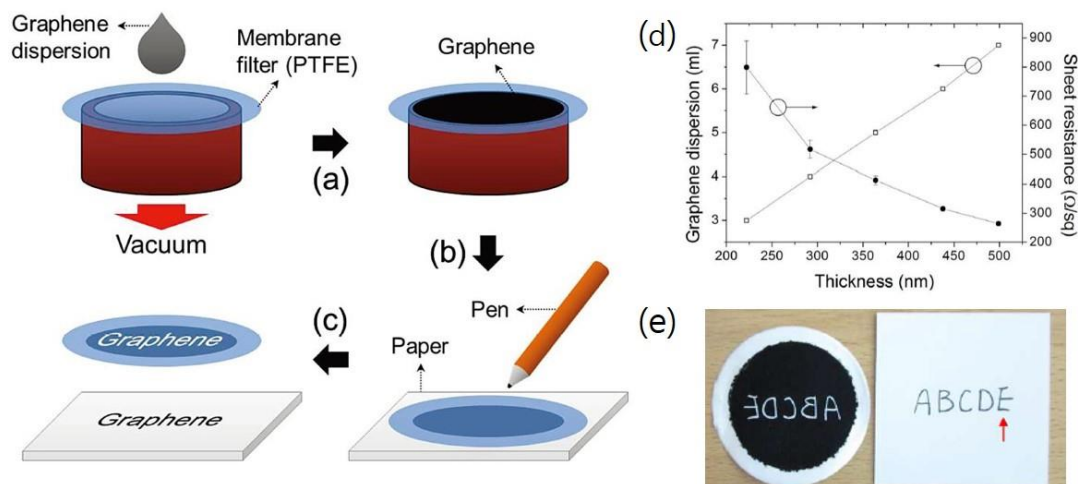 Graphene
dispersion
Membrane
filter (PTFE)
Vacuum
(a)
Graphene
(b)
Pen
Paper
(c)
Graphene
Graphene
(d)
Graphene dispersion (ml)
7
6
5
4
3
200 250 300 350 400 450 500
Thickness (nm)
900
800
700
600
500
400
300
200
Sheet resistance
(Ω/sq)
(e)
ABCDE
ABCDE